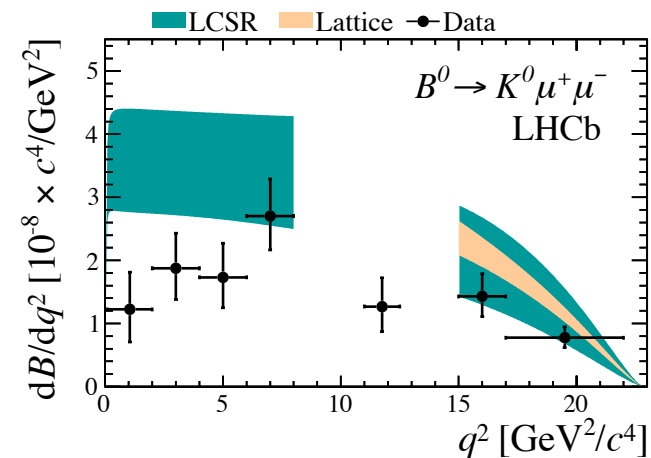 LCSR Lattice Data
B⁰ → K⁰μ⁺μ⁻
LHCb
dB/dq² [10⁻⁸ × c⁴/GeV²]
5
4
3
2
1
0
0 5 10 15 20
q² [GeV²/c⁴]